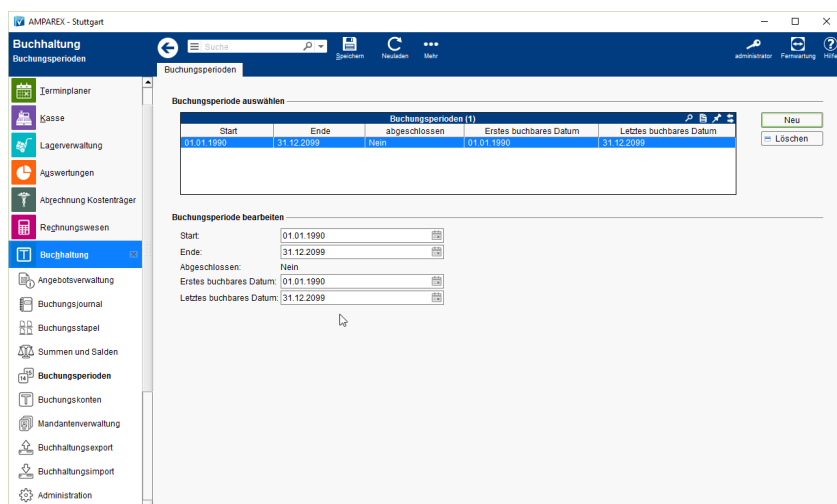 AMPAREX - Stuttgart
Buchhaltung
Buchungsperioden
Suche
Speichern
Neuladen
Mehr
administrator
Fernwartung
Hilfe
Buchungsperioden
Terminplaner
Kasse
Lagerverwaltung
Auswertungen
Abrechnung Kostenträger
Rechnungswesen
Buchhaltung
Angebotsverwaltung
Buchungsjournal
Buchungsstapel
Summen und Salden
Buchungsperioden
Buchungskonten
Mandantenverwaltung
Buchhaltungsexport
Buchhaltungsimport
Administration
Buchungsperiode auswählen
Buchungsperioden (1)
Start Ende abgeschlossen Erstes buchbares Datum Letztes buchbares Datum
01.01.1990 31.12.2099 Nein 01.01.1990 31.12.2099
Neu
Löschen
Buchungsperiode bearbeiten
Start: 01.01.1990
Ende: 31.12.2099
Abgeschlossen: Nein
Erstes buchbares Datum: 01.01.1990
Letztes buchbares Datum: 31.12.2099